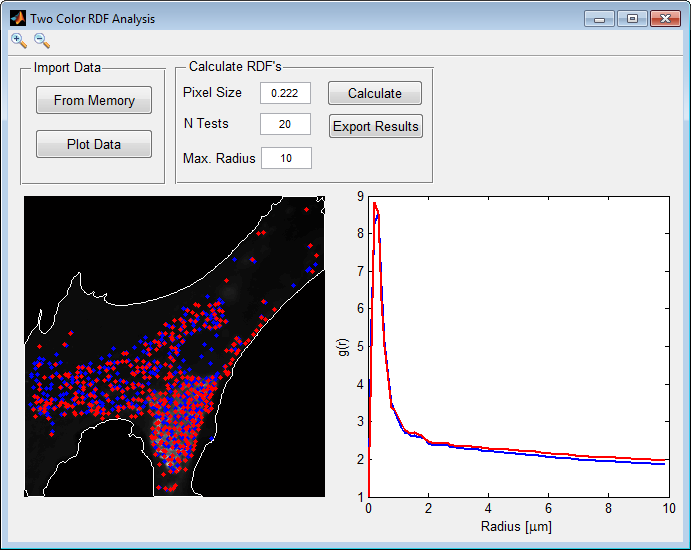 Two Color RDF Analysis
Import Data
From Memory
Plot Data
Calculate RDF's
Pixel Size 0.222 Calculate
N Tests 20 Export Results
Max. Radius 10
9
8
7
6
5
4
3
2
1
g(r)
0 2 4 6 8 10
Radius [μm]